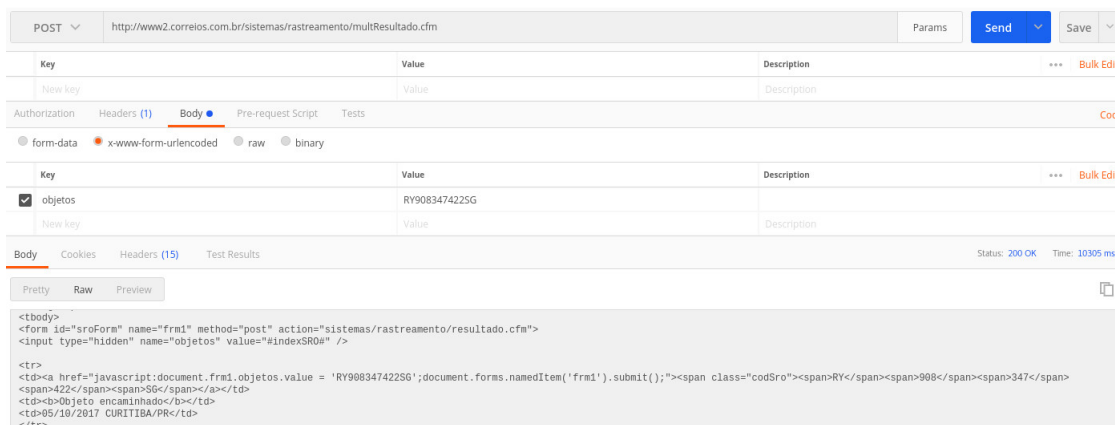 POST http://www2.correios.com.br/sistemas/rastreamento/multResultado.cfm Params Send Save
Key Value Description Bulk Edi
New key Value Description
Authorization Headers (1) Body Pre-request Script Tests Coo
form-data x-www-form-urlencoded raw binary
Key Value Description Bulk Edi
objetos RY908347422SG
New key Value Description
Body Cookies Headers (15) Test Results Status: 200 OK Time: 10305 ms
Pretty Raw Preview
<tbody>
<form id="sroForm" name="frm1" method="post" action="sistemas/rastreamento/resultado.cfm">
<input type="hidden" name="objetos" value="#indexSRO#" />
<tr>
<td><a href="javascript:document.frm1.objetos.value = 'RY908347422SG';document.forms.namedItem('frm1').submit();"><span class="codSro"><span>RY</span><span>908</span><span>347</span>
<span>422</span><span>SG</span></a></td>
<td><b>Objeto encaminhado</b></td>
<td>05/10/2017 CURITIBA/PR</td>
</tr>